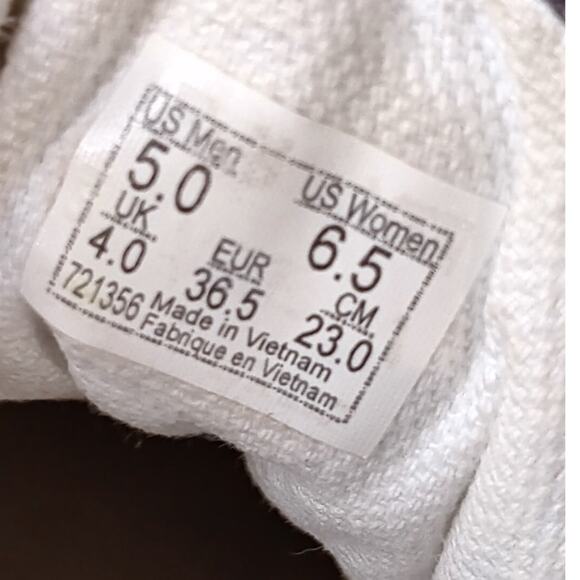 US Men US Women
5.0 6.5
UK EUR CM
4.0 36.5 23.0
721356 Made in Vietnam
Fabrique en Vietnam